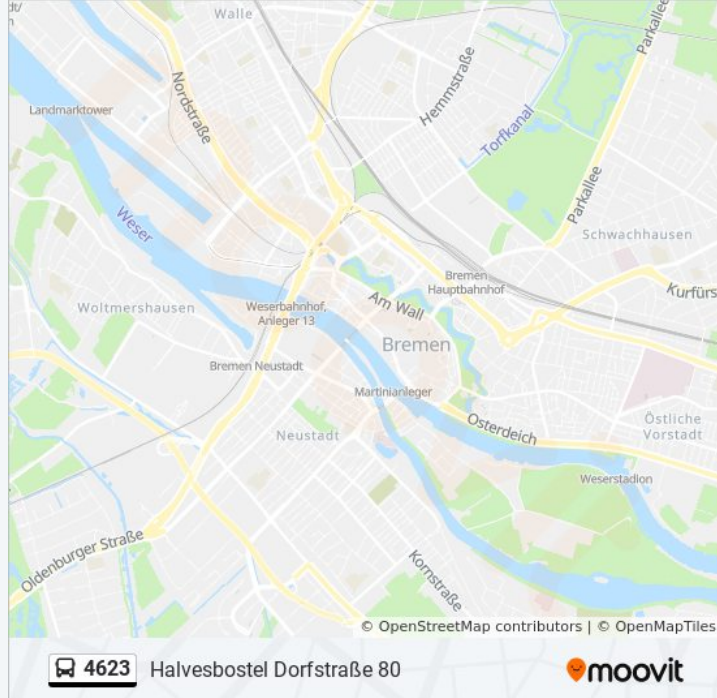 dt/
Walle
Parkallee
Hemmstraße
Nordstraße
Landmarktower
Torfkanal
Parkallee
Weser
Schwachhausen
Bremen
Hauptbahnhof
Kurfürs
Woltmershausen
Weserbahnhof,
Anleger 13
Am Wall
Bremen
Bremen Neustadt
Martinianleger
Osterdeich
Östliche
Vorstadt
Neustadt
Weserstadion
Oldenburger Straße
Kornstraße
© OpenStreetMap contributors | © OpenMapTiles
4623 Halvesbostel Dorfstraße 80
moovit